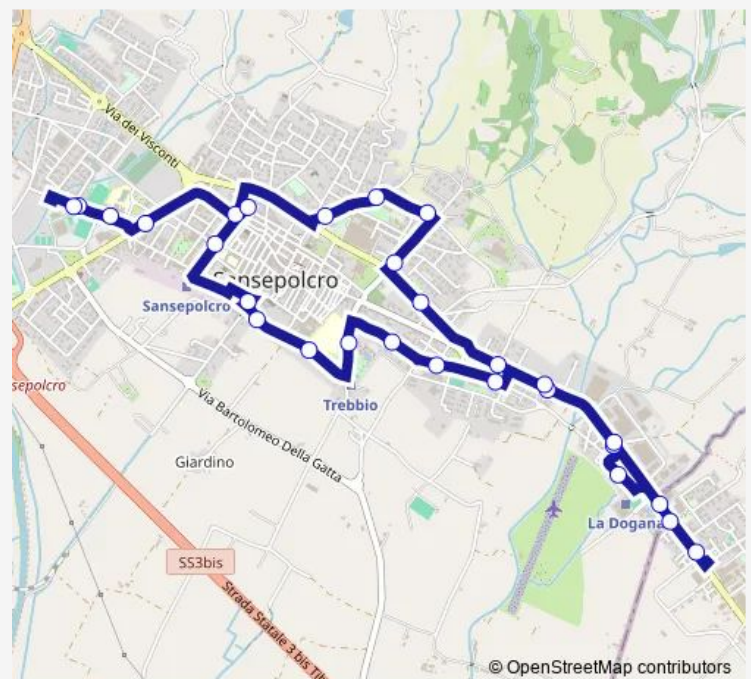 Via dei Visconti
Sansepolcro
Sansepolcro
Trebbio
sepolcro
Via Bartolomeo Della Gatta
Giardino
La Dogana
SS3bis
Strada Statale 3 bis Tib
© OpenStreetMap contributors